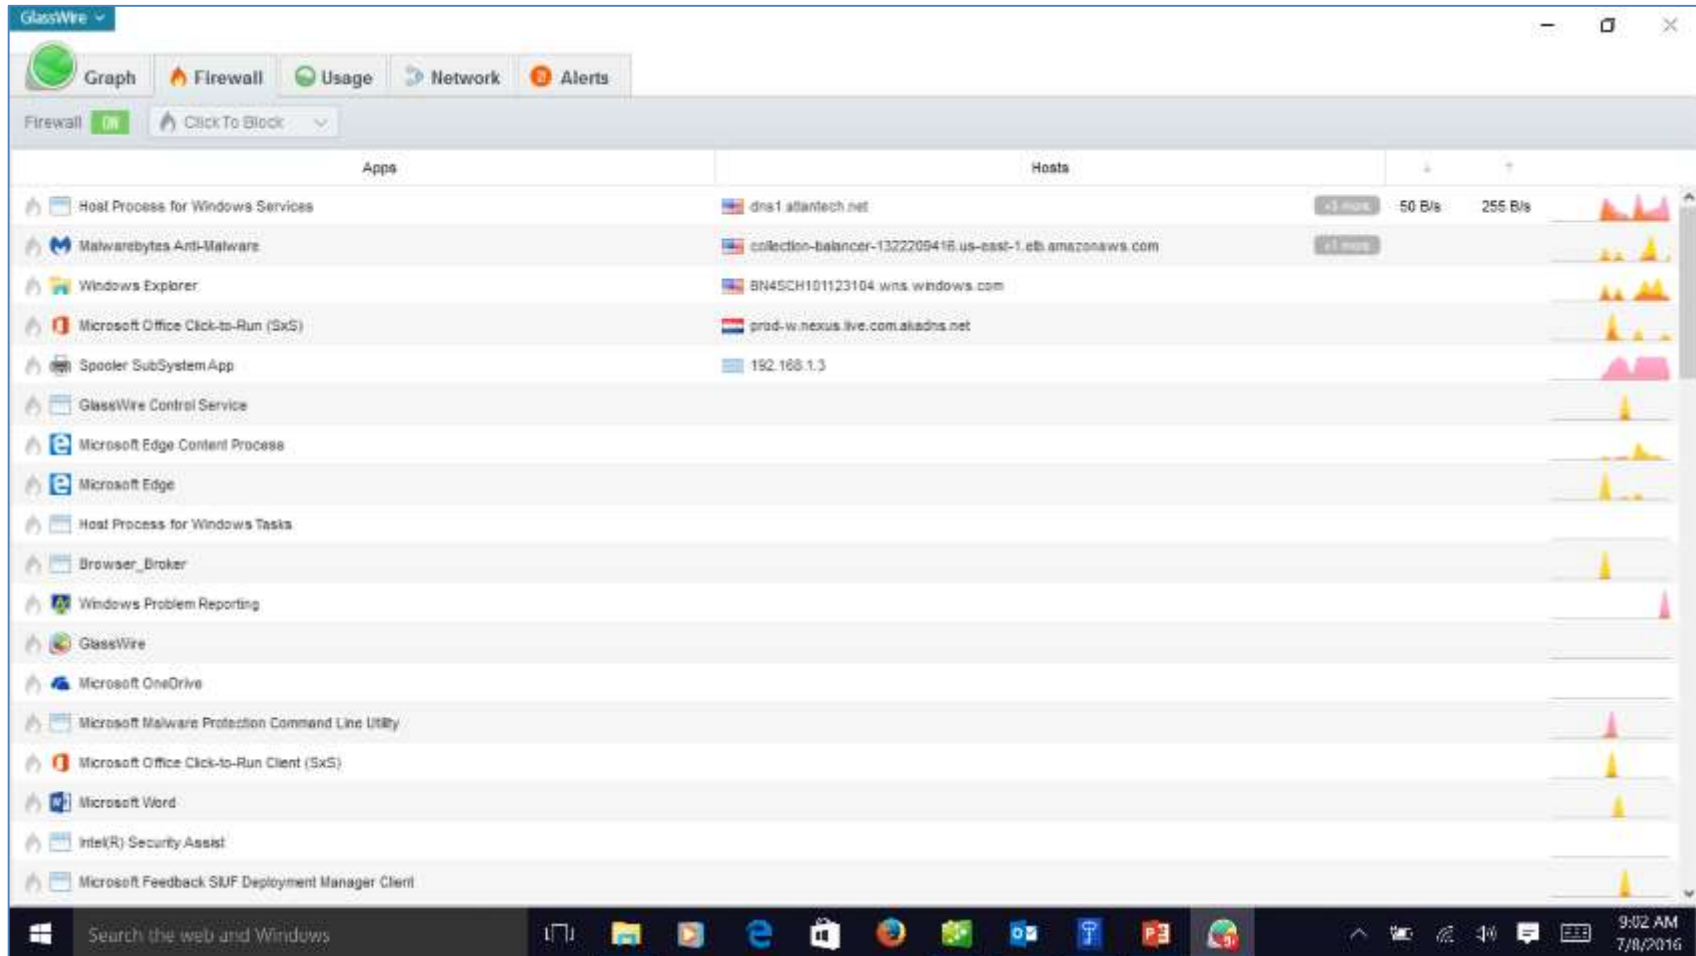 GlassWire
Graph Firewall Usage Network Alerts
Firewall ON Click To Block
Apps Hosts
Host Process for Windows Services dns1.atlantech.net 50 B/s 255 B/s
Malwarebytes Anti-Malware collection-balancer-1322209416.us-east-1.elb.amazonaws.com +1 more
Windows Explorer BN4SCH101123104.wns.windows.com
Microsoft Office Click-to-Run (SxS) prod-w.nexus.live.com.akadns.net
Spooler SubSystem App 192.168.1.3
GlassWire Control Service
Microsoft Edge Content Process
Microsoft Edge
Host Process for Windows Tasks
Browser_Broker
Windows Problem Reporting
GlassWire
Microsoft OneDrive
Microsoft Malware Protection Command Line Utility
Microsoft Office Click-to-Run Client (SxS)
Microsoft Word
Intel(R) Security Assist
Microsoft Feedback SIUF Deployment Manager Client
Search the web and Windows
9:02 AM
7/8/2016